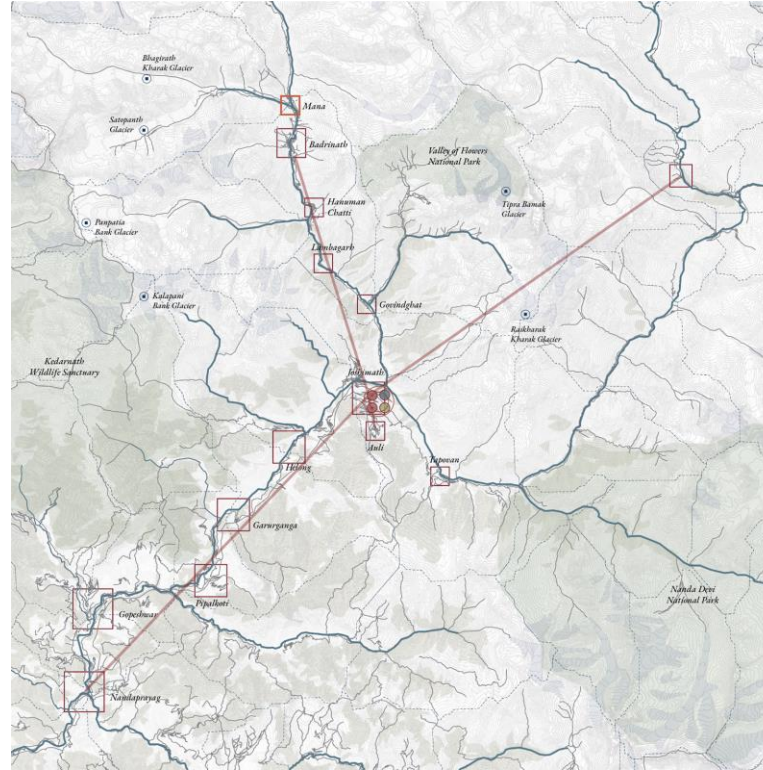 Bhagirath
Kharak Glacier
Mana
Satopanth
Glacier
Badrinath
Valley of Flowers
National Park
Tipra Bamak
Glacier
Hanuman
Chatti
Panpatia
Bank Glacier
Lambagarh
Kalapani
Bank Glacier
Govindghat
Raikharak
Kharak Glacier
Kedarnath
Wildlife Sanctuary
Joshimath
Auli
Helong
Tapovan
Garurganga
Pipalkoti
Gopeshwar
Nanda Devi
National Park
Nandaprayag